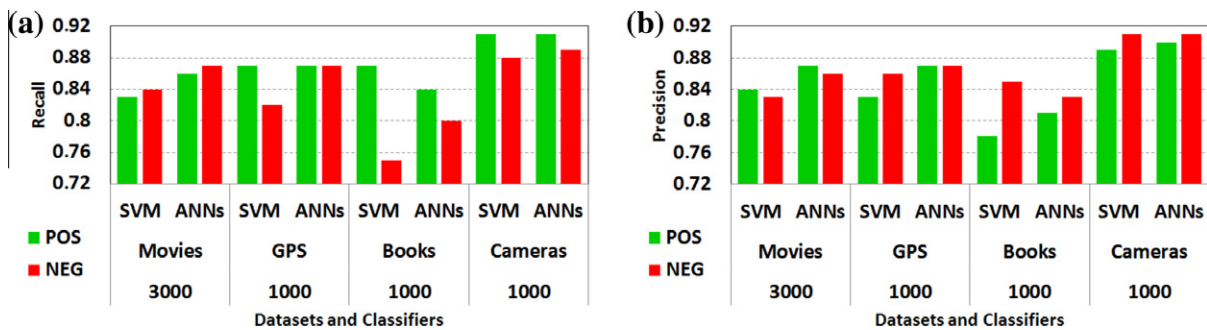 (a)
0.92
0.88
0.84
0.8
0.76
0.72
Recall
SVM ANNs SVM ANNs SVM ANNs SVM ANNs
Movies GPS Books Cameras
3000 1000 1000 1000
POS
NEG
Datasets and Classifiers
(b)
0.92
0.88
0.84
0.8
0.76
0.72
Precision
SVM ANNs SVM ANNs SVM ANNs SVM ANNs
Movies GPS Books Cameras
3000 1000 1000 1000
POS
NEG
Datasets and Classifiers